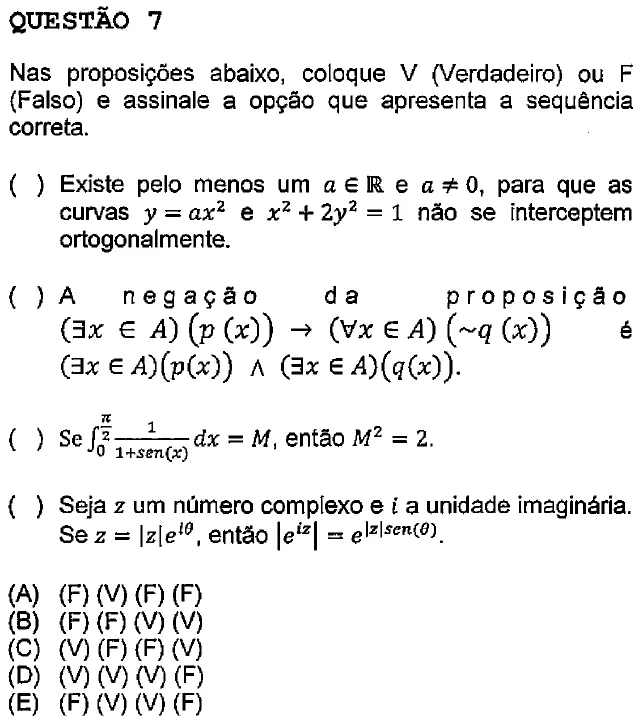 QUESTÃO 7
Nas proposições abaixo, coloque V (Verdadeiro) ou F
(Falso) e assinale a opção que apresenta a sequência
correta.
( ) Existe pelo menos um a ∈ ℝ e a ≠ 0, para que as
curvas y = ax² e x² + 2y² = 1 não se interceptem
ortogonalmente.
( ) A negação da proposição
(∃x ∈ A)(p(x)) → (∀x ∈ A)(~q(x)) é
(∃x ∈ A)(p(x)) ∧ (∃x ∈ A)(q(x)).
( ) Se ∫₀^(π/2) 1/(1+sen(x)) dx = M, então M² = 2.
( ) Seja z um número complexo e i a unidade imaginária.
Se z = |z|e^(iθ), então |e^(iz)| = e^(|z|sen(θ)).
(A) (F) (V) (F) (F)
(B) (F) (F) (V) (V)
(C) (V) (F) (F) (V)
(D) (V) (V) (V) (F)
(E) (F) (V) (V) (F)